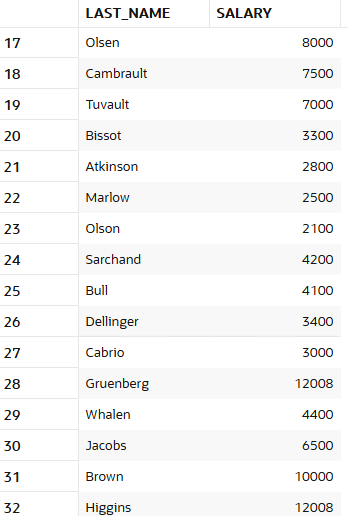 LAST_NAME SALARY
17 Olsen 8000
18 Cambrault 7500
19 Tuvault 7000
20 Bissot 3300
21 Atkinson 2800
22 Marlow 2500
23 Olson 2100
24 Sarchand 4200
25 Bull 4100
26 Dellinger 3400
27 Cabrio 3000
28 Gruenberg 12008
29 Whalen 4400
30 Jacobs 6500
31 Brown 10000
32 Higgins 12008